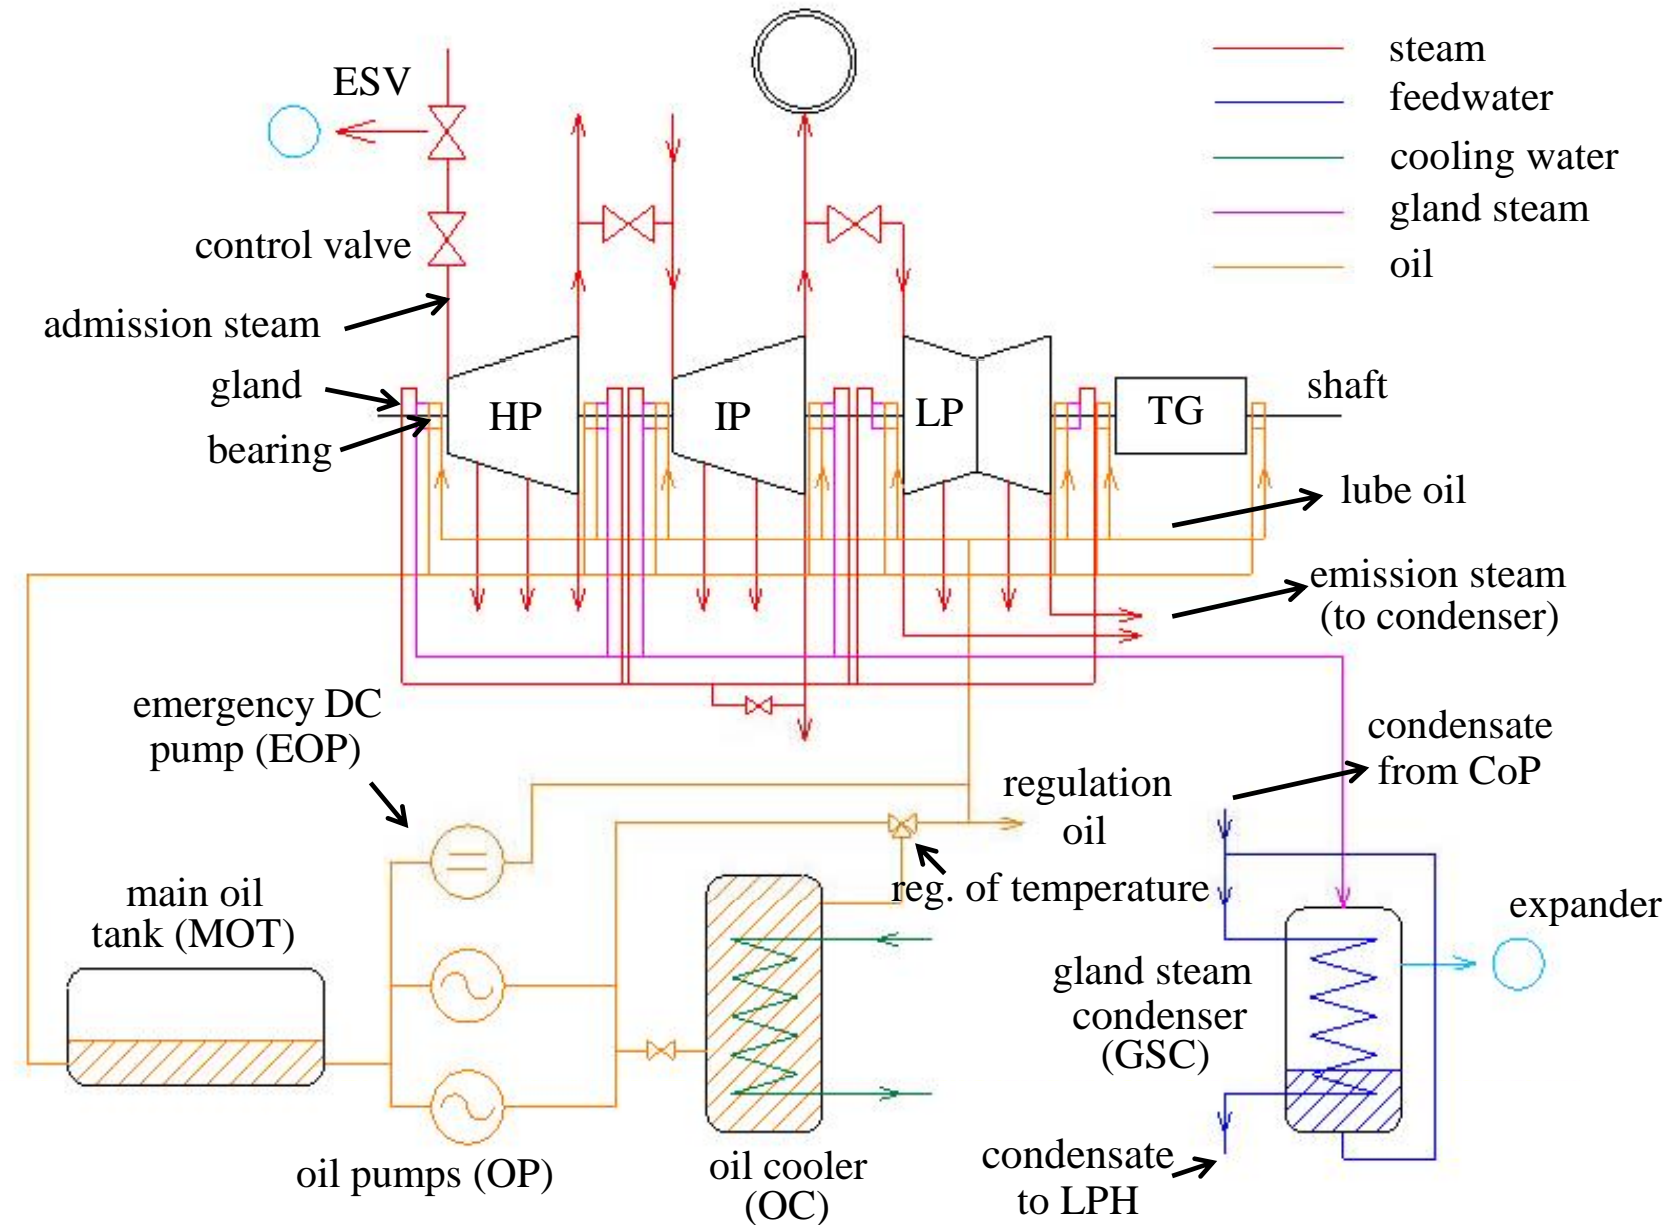 ESV
steam
feedwater
cooling water
gland steam
oil
control valve
admission steam
gland
bearing
HP
IP
LP
TG
shaft
lube oil
emission steam
(to condenser)
emergency DC
pump (EOP)
condensate
from CoP
regulation
oil
reg. of temperature
main oil
tank (MOT)
expander
gland steam
condenser
(GSC)
oil pumps (OP)
oil cooler
(OC)
condensate
to LPH